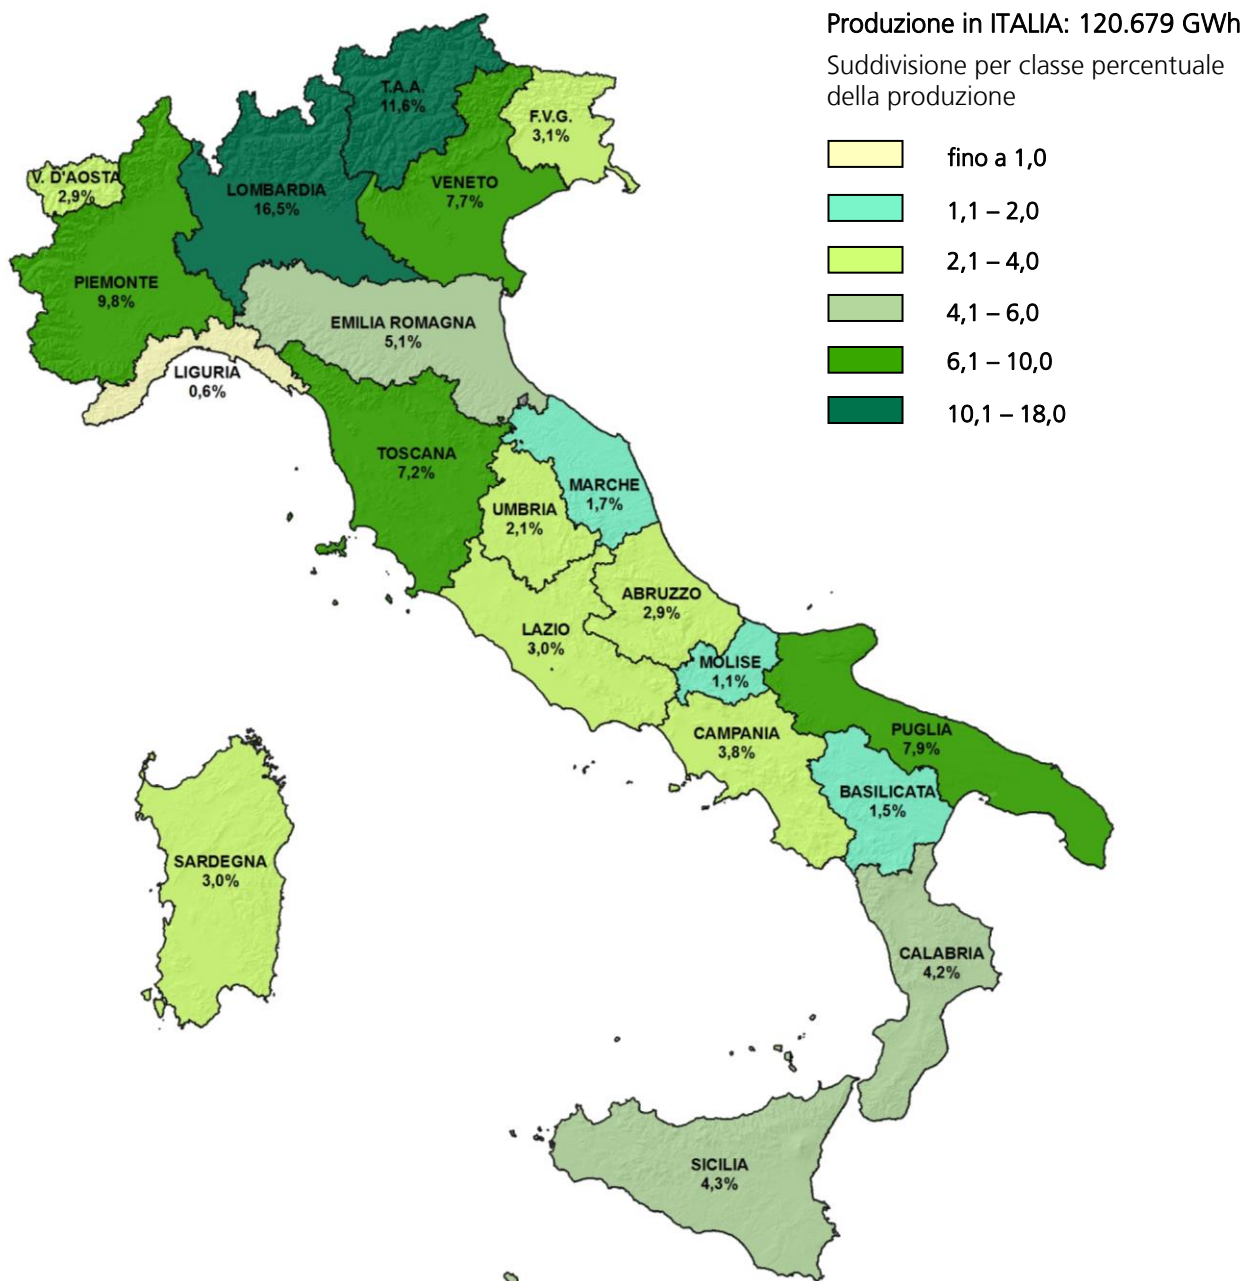 Produzione in ITALIA: 120.679 GWh
Suddivisione per classe percentuale
della produzione
fino a 1,0
1,1 – 2,0
2,1 – 4,0
4,1 – 6,0
6,1 – 10,0
10,1 – 18,0
T.A.A.
11,6%
F.V.G.
3,1%
V. D'AOSTA
2,9%
LOMBARDIA
16,5%
VENETO
7,7%
PIEMONTE
9,8%
EMILIA ROMAGNA
5,1%
LIGURIA
0,6%
TOSCANA
7,2%
MARCHE
1,7%
UMBRIA
2,1%
ABRUZZO
2,9%
LAZIO
3,0%
MOLISE
1,1%
CAMPANIA
3,8%
PUGLIA
7,9%
BASILICATA
1,5%
SARDEGNA
3,0%
CALABRIA
4,2%
SICILIA
4,3%